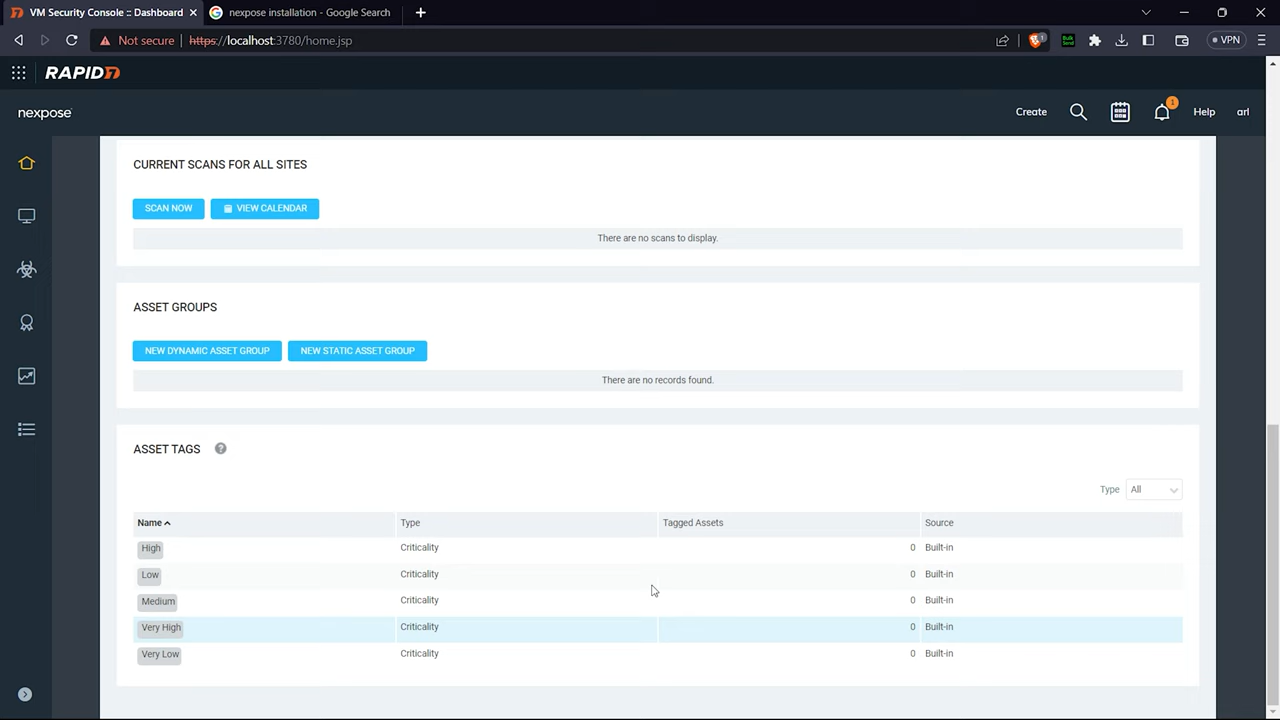 VM Security Console :: Dashboard
nexpose installation - Google Search
Not secure https://localhost:3780/home.jsp
Bulk Send
1
VPN
RAPID7
nexpose
Create
1
Help
arl
CURRENT SCANS FOR ALL SITES
SCAN NOW
VIEW CALENDAR
There are no scans to display.
ASSET GROUPS
NEW DYNAMIC ASSET GROUP
NEW STATIC ASSET GROUP
There are no records found.
ASSET TAGS ?
Type All
Name Type Tagged Assets Source
High Criticality 0 Built-in
Low Criticality 0 Built-in
Medium Criticality 0 Built-in
Very High Criticality 0 Built-in
Very Low Criticality 0 Built-in